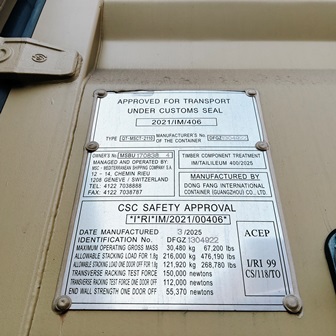 APPROVED FOR TRANSPORT
UNDER CUSTOMS SEAL
2021/IM/406
TYPE QT-MSCT-2110 MANUFACTURER'S No. OF THE CONTAINER DFGZ
OWNER'S No. MSBU
MANAGED AND OPERATED BY
MSC - MEDITERRANEAN SHIPPING COMPANY S.A.
12 - 14, CHEMIN RIEU
1208 GENEVE / SWITZERLAND
TEL: 4122 7038888
FAX: 4122 7038787
TIMBER COMPONENT TREATMENT
IM/TAILILEUM 400/2025
MANUFACTURED BY
DONG FANG INTERNATIONAL
CONTAINER (GUANGZHOU) CO., LTD.
CSC SAFETY APPROVAL
"I*RI*IM/2021/00406"
DATE MANUFACTURED 3/2025
IDENTIFICATION No. DFGZ1304922
MAXIMUM OPERATING GROSS MASS 30,480 kg 67,200 lbs
ALLOWABLE STACKING LOAD FOR 1.8g 216,000 kg 476,190 lbs
ALLOWABLE STACKING LOAD ONE DOOR OFF FOR 1.8g 121,920 kg 268,780 lbs
TRANSVERSE RACKING TEST FORCE 150,000 newtons
TRANSVERSE RACKING TEST FORCE ONE DOOR OFF 112,000 newtons
END WALL STRENGTH ONE DOOR OFF 55,370 newtons
ACEP
I/RI 99
CS/118/TO